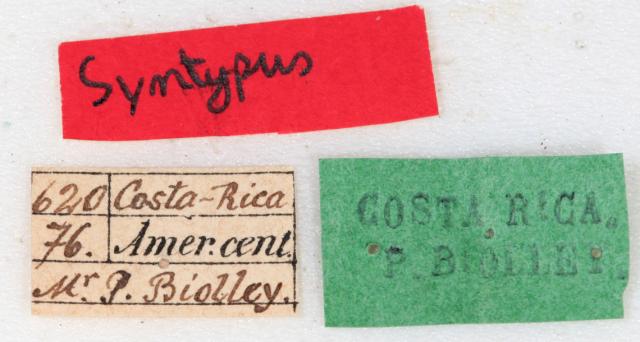 Syntypus
620 Costa-Rica
76. Amer. cent.
Mr. P. Biolley.
COSTA RICA.
P. BIOLLEY.